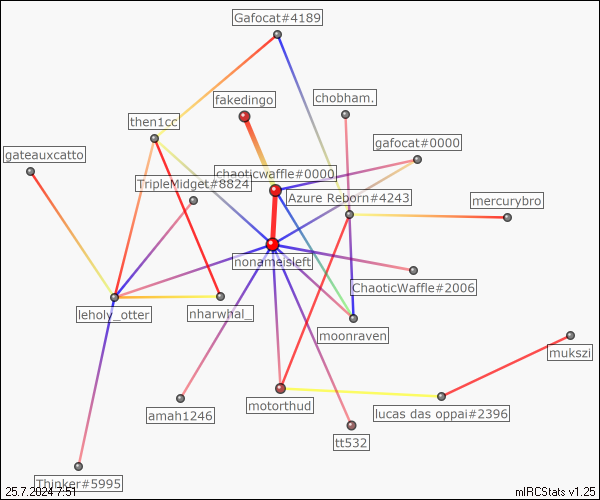 Gafocat#4189
fakedingo
chobham.
then1cc
gafocat#0000
gateauxcatto
chaoticwaffle#0000
TripleMidget#8824
Azure Reborn#4243
mercurybro
nonameisleft
ChaoticWaffle#2006
leholy_otter
nharwhal_
moonraven
mukszi
motorthud
lucas das oppai#2396
amah1246
tt532
Thinker#5995
25.7.2024 7:51
mIRCStats v1.25